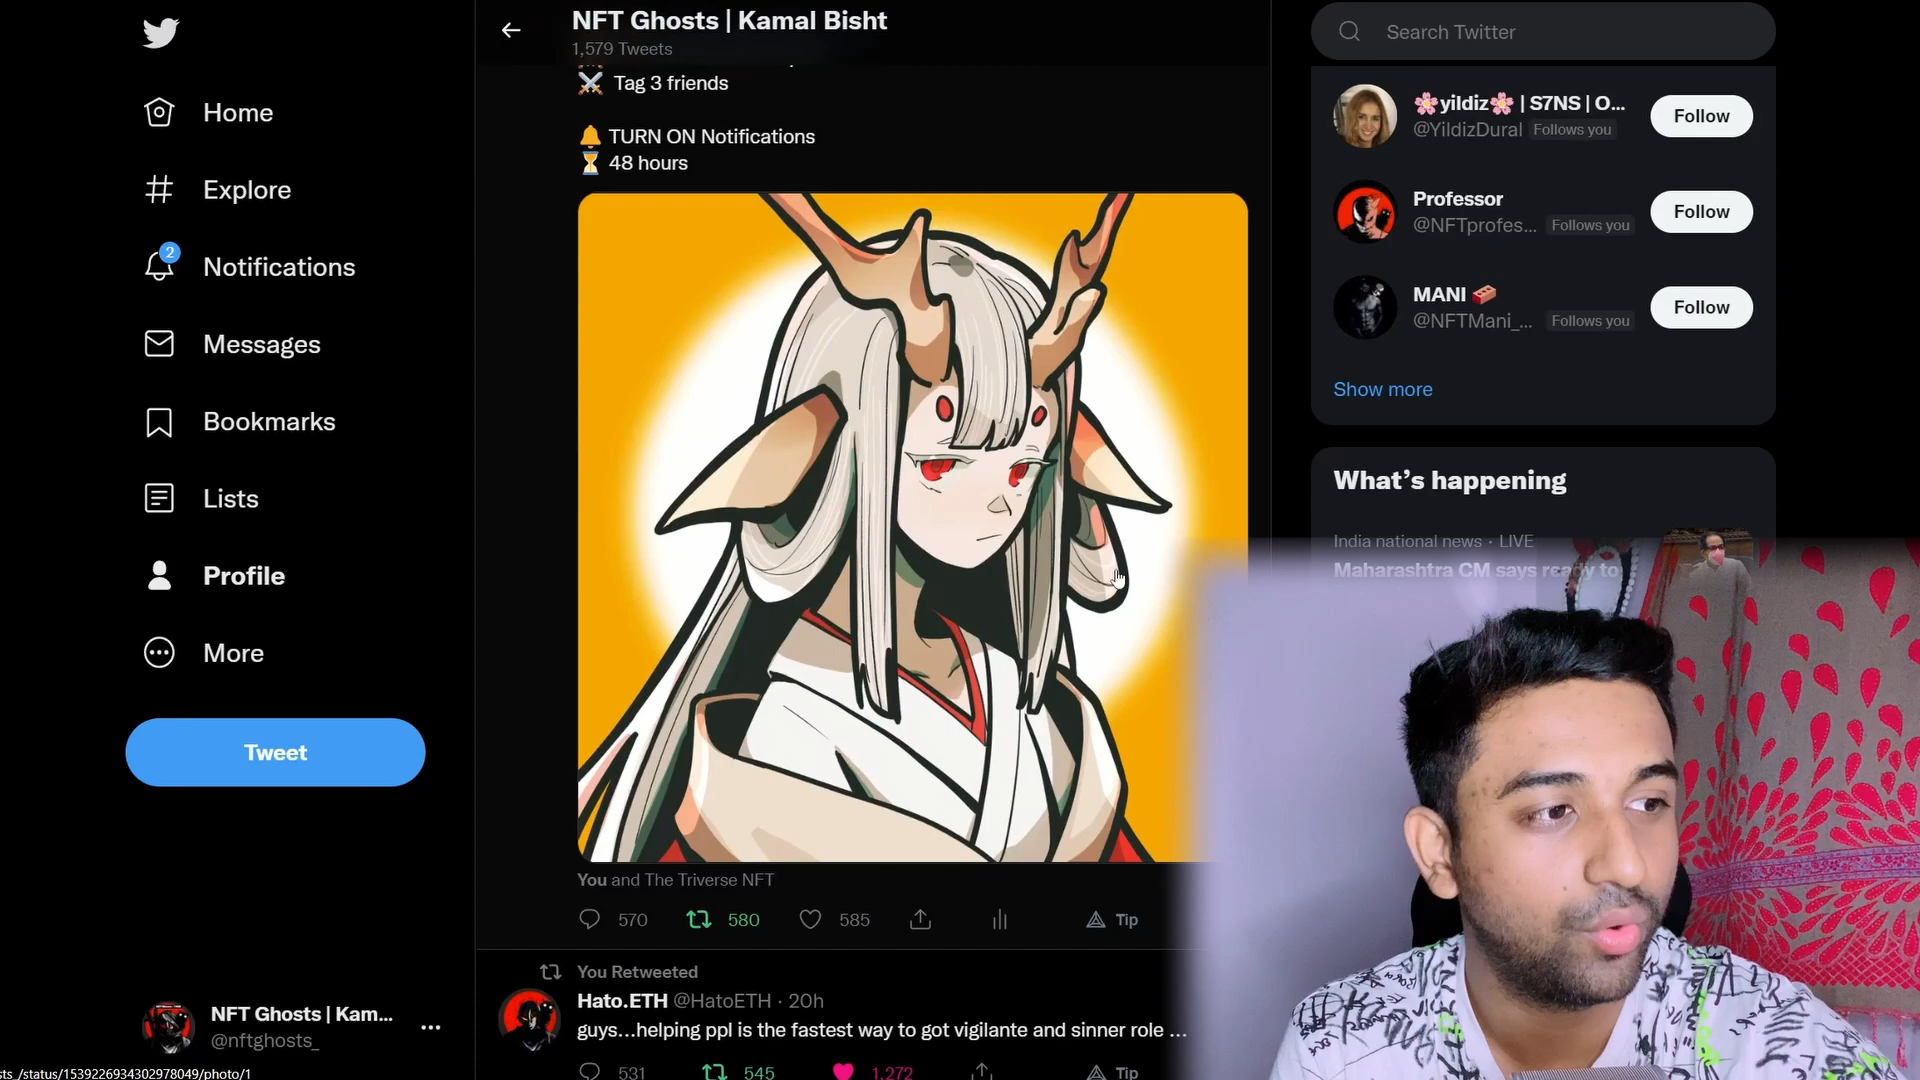 NFT Ghosts | Kamal Bisht
1,579 Tweets
Search Twitter
Home
Explore
2
Notifications
Messages
Bookmarks
Lists
Profile
More
Tweet
NFT Ghosts | Kam...
@nftghosts_
Tag 3 friends
TURN ON Notifications
48 hours
You and The Triverse NFT
570 580 585 Tip
You Retweeted
Hato.ETH @HatoETH · 20h
guys...helping ppl is the fastest way to got vigilante and sinner role ...
531 545 1,272 Tip
yildiz | S7NS | O...
@YildizDural Follows you
Follow
Professor
@NFTprofes... Follows you
Follow
MANI
@NFTMani_... Follows you
Follow
Show more
What's happening
India national news · LIVE
Maharashtra CM says ready to
sts_/status/1539226934302978049/photo/1